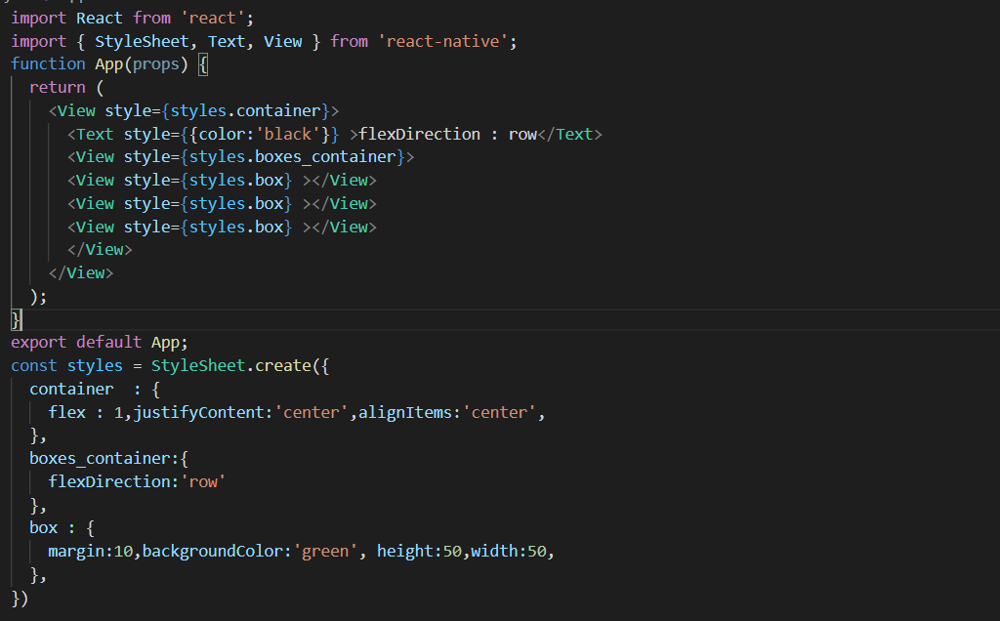 import React from 'react';
import { StyleSheet, Text, View } from 'react-native';
function App(props) {
  return (
    <View style={styles.container}>
      <Text style={{color:'black'}} >flexDirection : row</Text>
      <View style={styles.boxes_container}>
      <View style={styles.box} ></View>
      <View style={styles.box} ></View>
      <View style={styles.box} ></View>
      </View>
    </View>
  );
}
export default App;
const styles = StyleSheet.create({
  container  : {
    flex : 1,justifyContent:'center',alignItems:'center',
  },
  boxes_container:{
    flexDirection:'row'
  },
  box : {
    margin:10,backgroundColor:'green', height:50,width:50,
  },
})